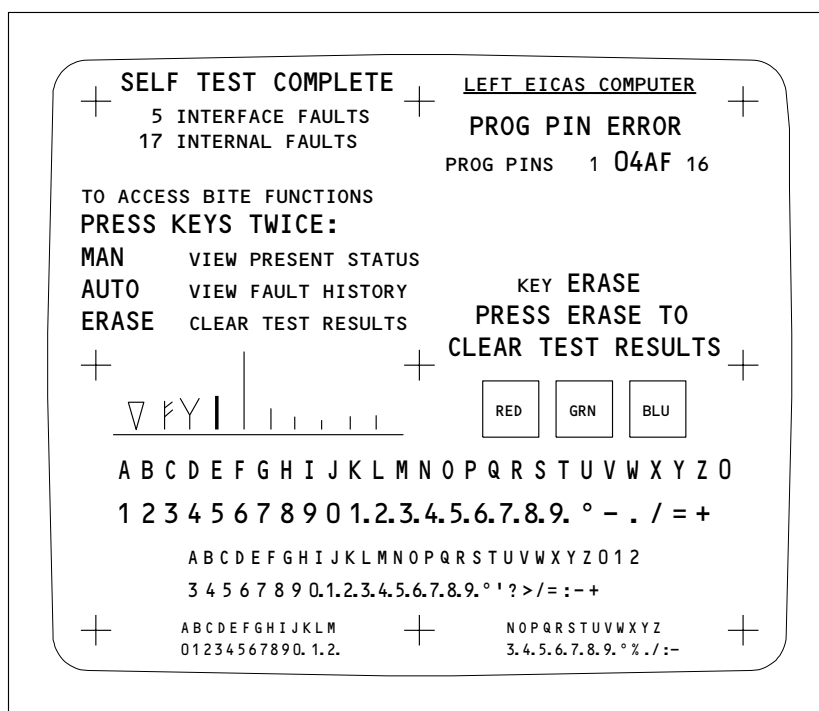 SELF TEST COMPLETE
5 INTERFACE FAULTS
17 INTERNAL FAULTS
LEFT EICAS COMPUTER
PROG PIN ERROR
PROG PINS 1 04AF 16
TO ACCESS BITE FUNCTIONS
PRESS KEYS TWICE:
MAN VIEW PRESENT STATUS
AUTO VIEW FAULT HISTORY
ERASE CLEAR TEST RESULTS
KEY ERASE
PRESS ERASE TO
CLEAR TEST RESULTS
RED GRN BLU
A B C D E F G H I J K L M N O P Q R S T U V W X Y Z 0
1 2 3 4 5 6 7 8 9 0 1.2.3.4.5.6.7.8.9. ° - . / = +
A B C D E F G H I J K L M N O P Q R S T U V W X Y Z 0 1 2
3 4 5 6 7 8 9 0.1.2.3.4.5.6.7.8.9. ° ' ? > / = : - +
A B C D E F G H I J K L M
0 1 2 3 4 5 6 7 8 9 0. 1. 2.
N O P Q R S T U V W X Y Z
3. 4. 5. 6. 7. 8. 9. ° % . / : -